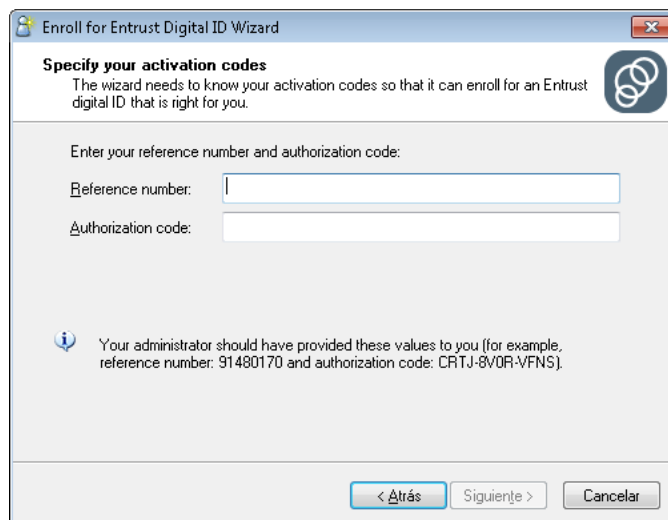 Enroll for Entrust Digital ID Wizard
Specify your activation codes
The wizard needs to know your activation codes so that it can enroll for an Entrust
digital ID that is right for you.
Enter your reference number and authorization code:
Reference number:
Authorization code:
Your administrator should have provided these values to you (for example,
reference number: 91480170 and authorization code: CRTJ-8V0R-VFNS).
< Atrás Siguiente > Cancelar